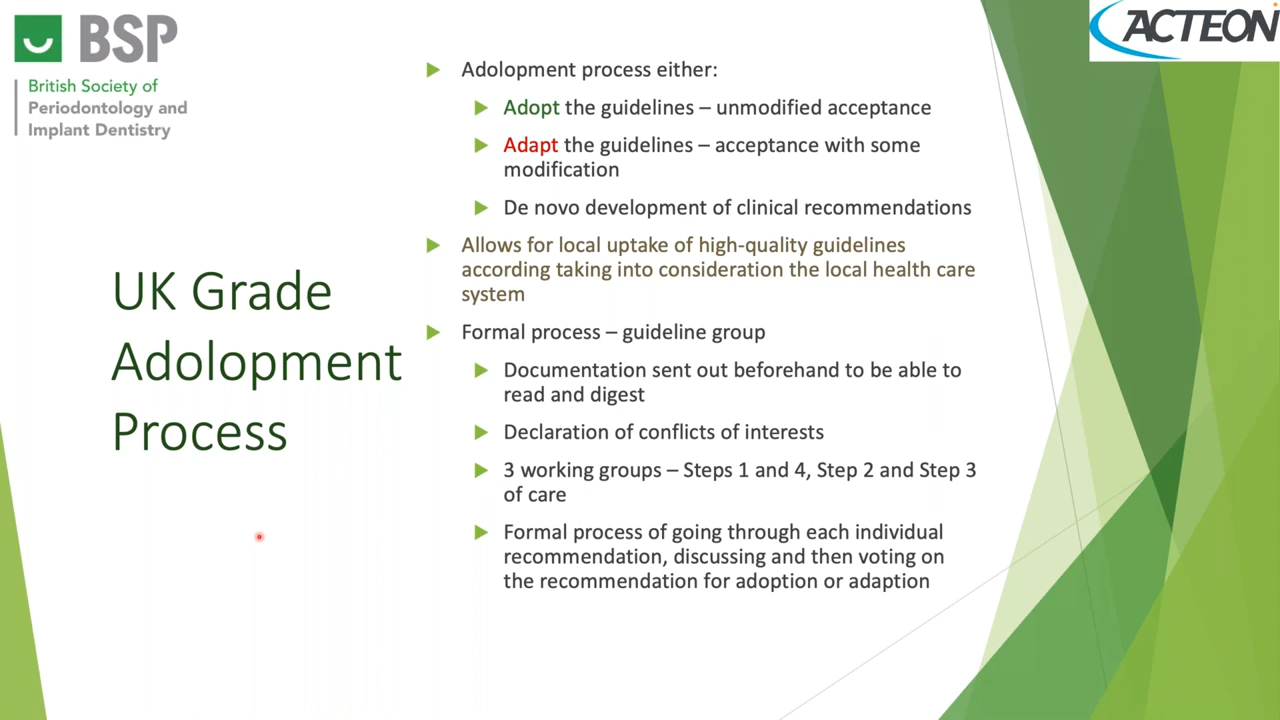 BSP
British Society of
Periodontology and
Implant Dentistry
ACTEON
UK Grade
Adolopment
Process
Adolopment process either:
Adopt the guidelines – unmodified acceptance
Adapt the guidelines – acceptance with some
modification
De novo development of clinical recommendations
Allows for local uptake of high-quality guidelines
according taking into consideration the local health care
system
Formal process – guideline group
Documentation sent out beforehand to be able to
read and digest
Declaration of conflicts of interests
3 working groups – Steps 1 and 4, Step 2 and Step 3
of care
Formal process of going through each individual
recommendation, discussing and then voting on
the recommendation for adoption or adaption